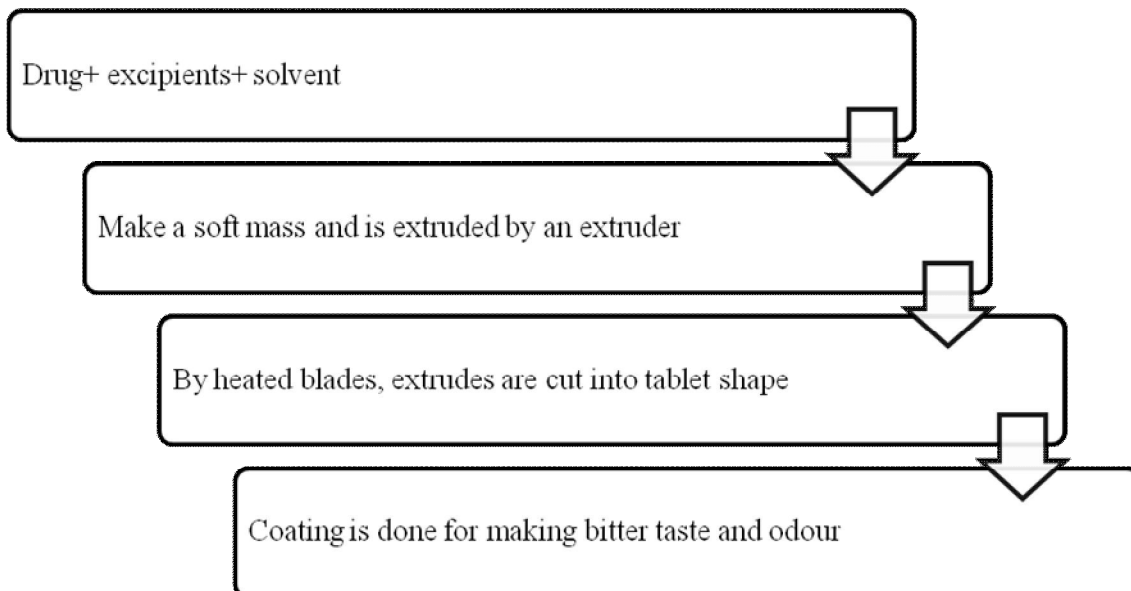 Drug+ excipients+ solvent
Make a soft mass and is extruded by an extruder
By heated blades, extrudes are cut into tablet shape
Coating is done for making bitter taste and odour